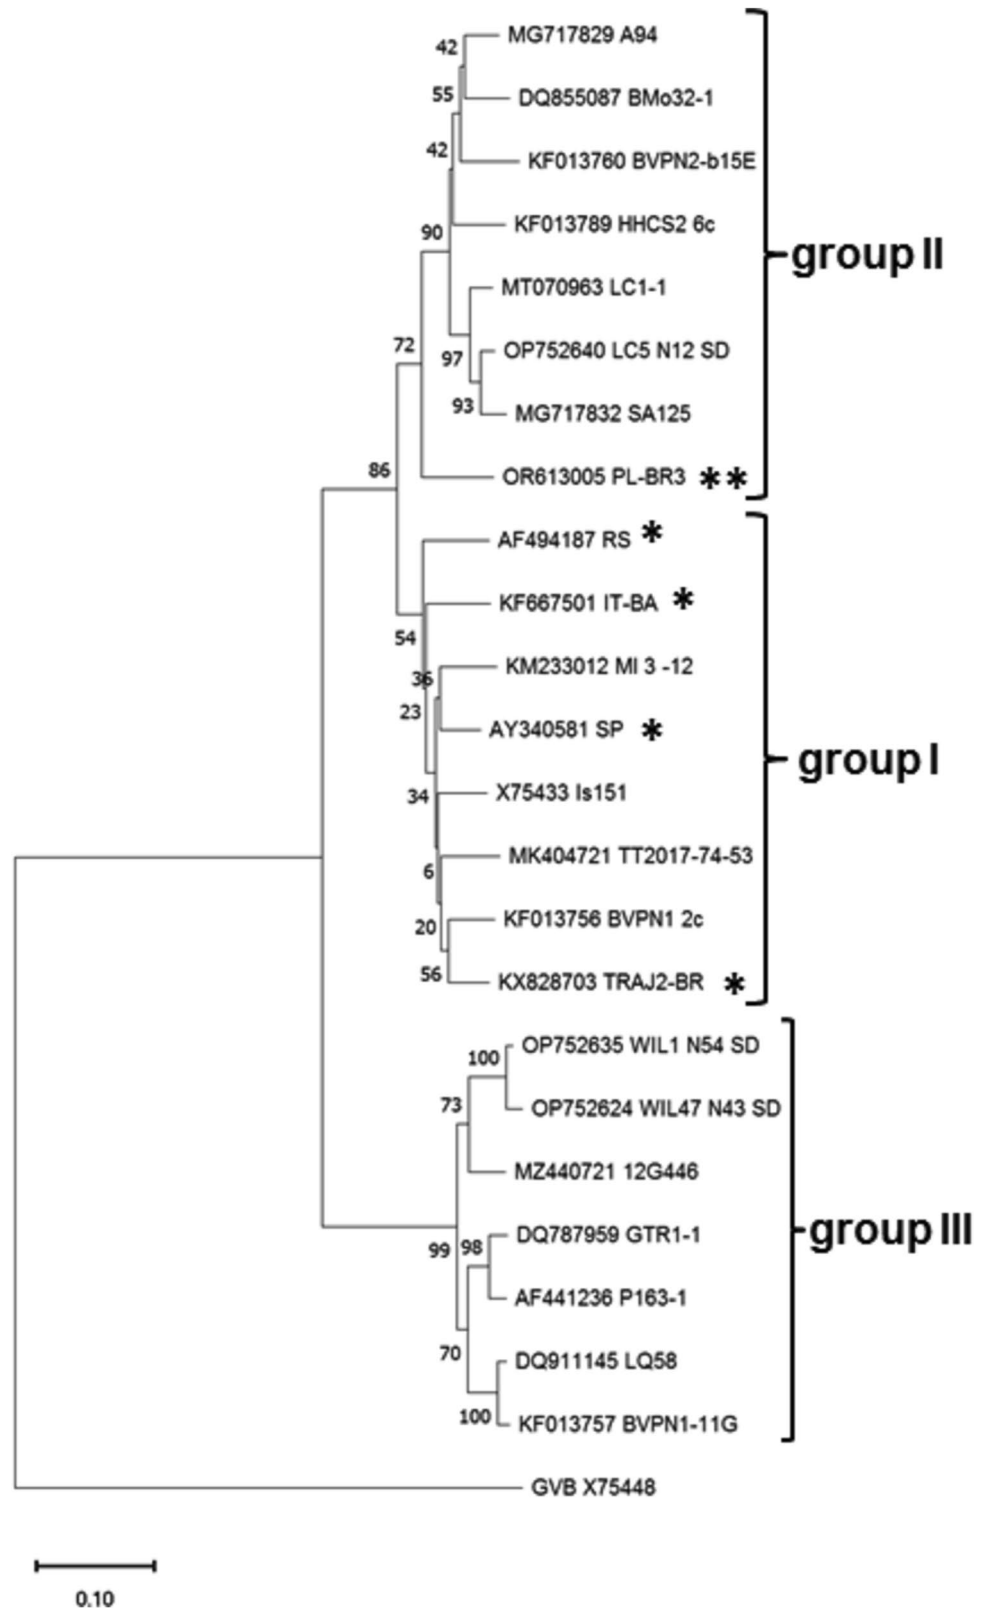 MG717829 A94
42
DQ855087 BMo32-1
55
KF013760 BVPN2-b15E
42
KF013789 HHCS2 6c
90
group II
MT070963 LC1-1
72
OP752640 LC5 N12 SD
97
93
MG717832 SA125
86
OR613005 PL-BR3 ✱✱
AF494187 RS ✱
KF667501 IT-BA ✱
54
KM233012 MI 3 -12
36
23
AY340581 SP ✱
group I
X75433 Is151
34
MK404721 TT2017-74-53
6
KF013756 BVPN1 2c
20
56
KX828703 TRAJ2-BR ✱
OP752635 WIL1 N54 SD
100
73
OP752624 WIL47 N43 SD
MZ440721 12G446
group III
DQ787959 GTR1-1
99
98
AF441236 P163-1
70
DQ911145 LQ58
100
KF013757 BVPN1-11G
GVB X75448
0.10